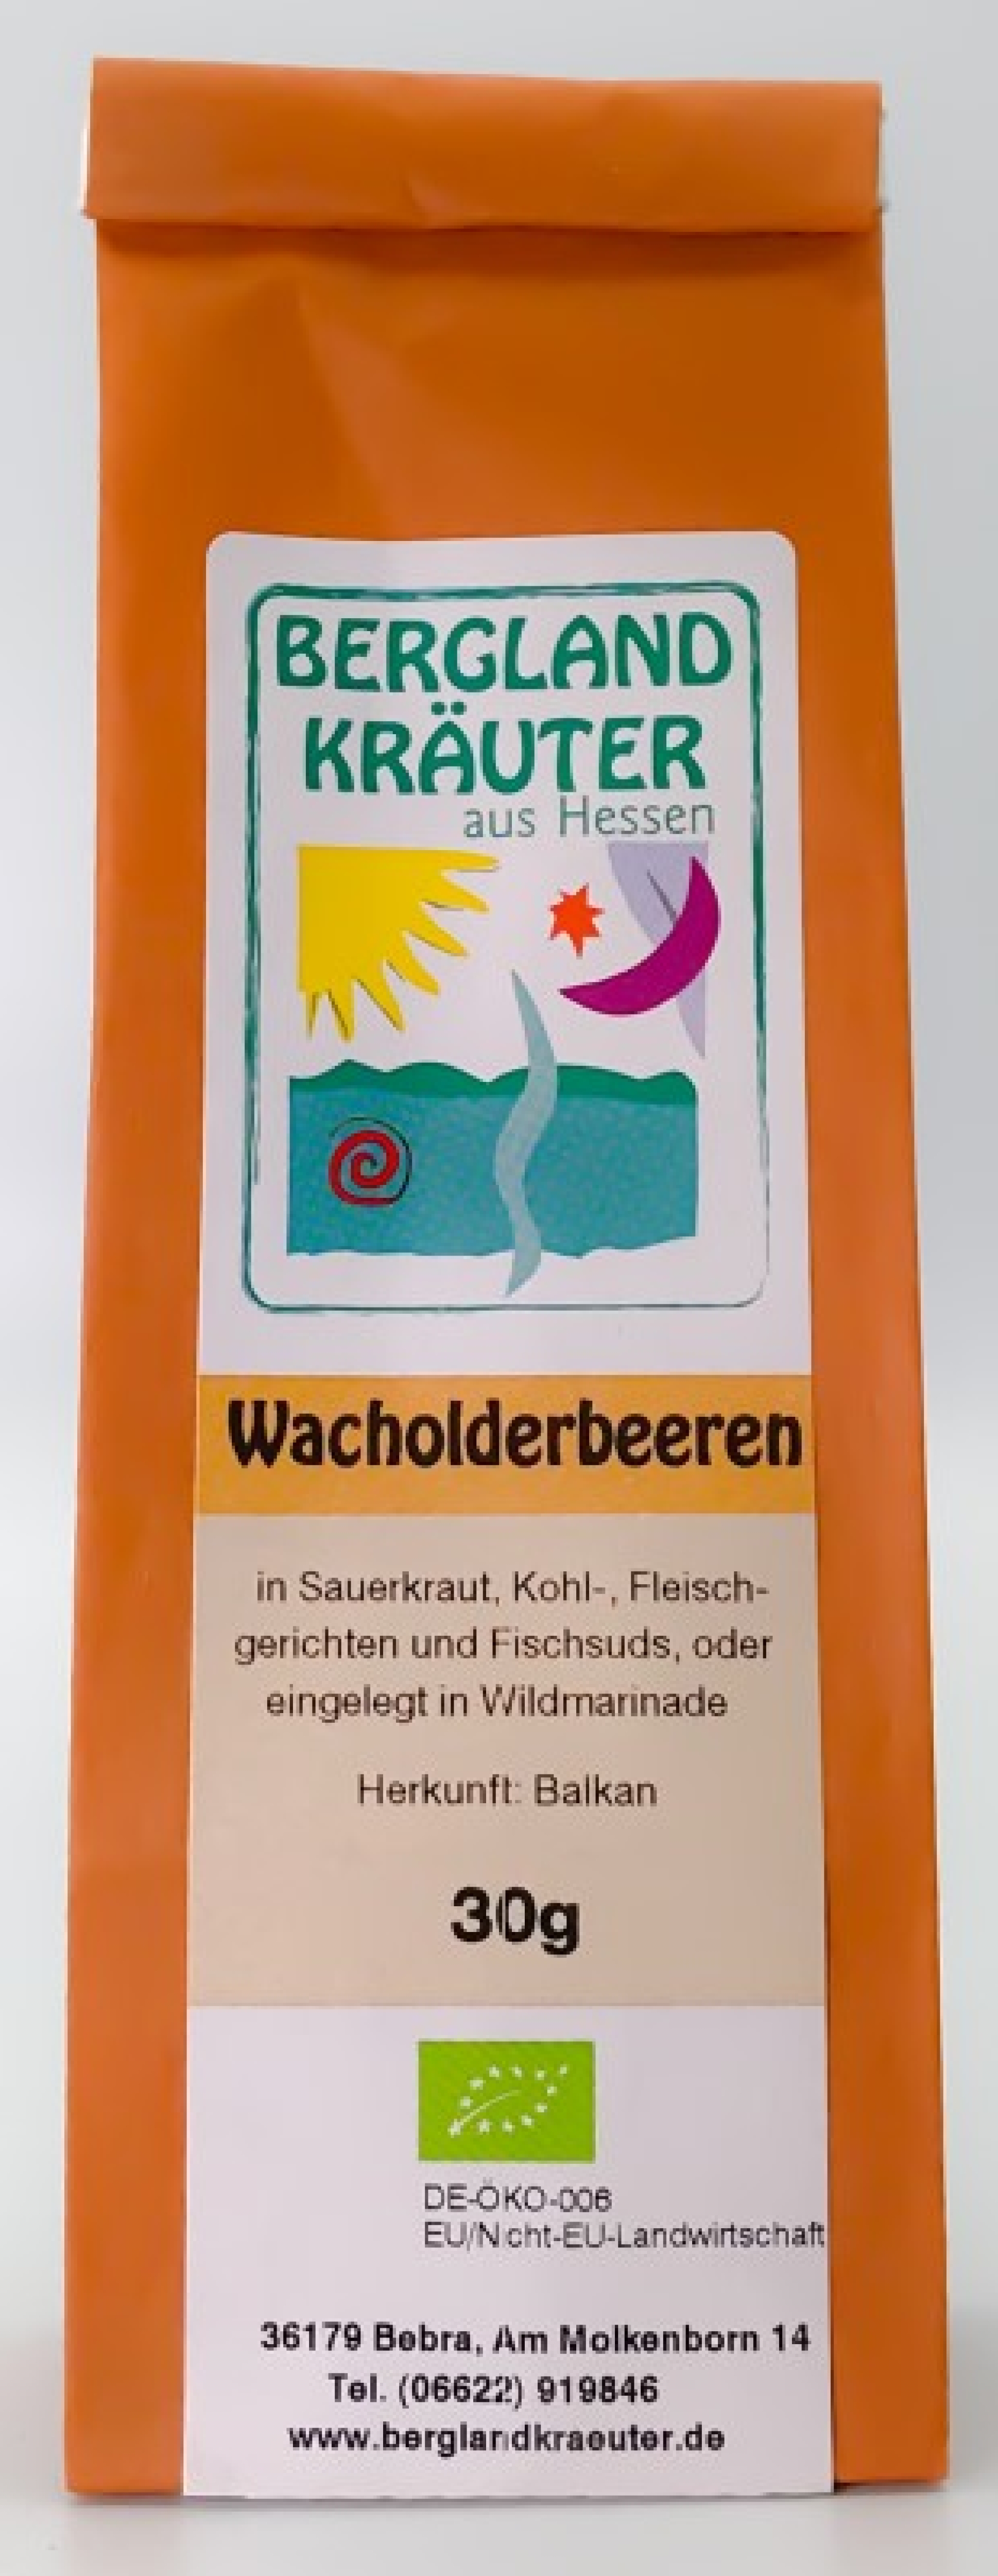 BERGLAND
KRÄUTER
aus Hessen
Wacholderbeeren
in Sauerkraut, Kohl-, Fleisch-
gerichten und Fischsuds, oder
eingelegt in Wildmarinade
Herkunft: Balkan
30g
DE-ÖKO-006
EU/Nicht-EU-Landwirtschaft
36179 Bebra, Am Molkenborn 14
Tel. (06622) 919846
www.berglandkraeuter.de